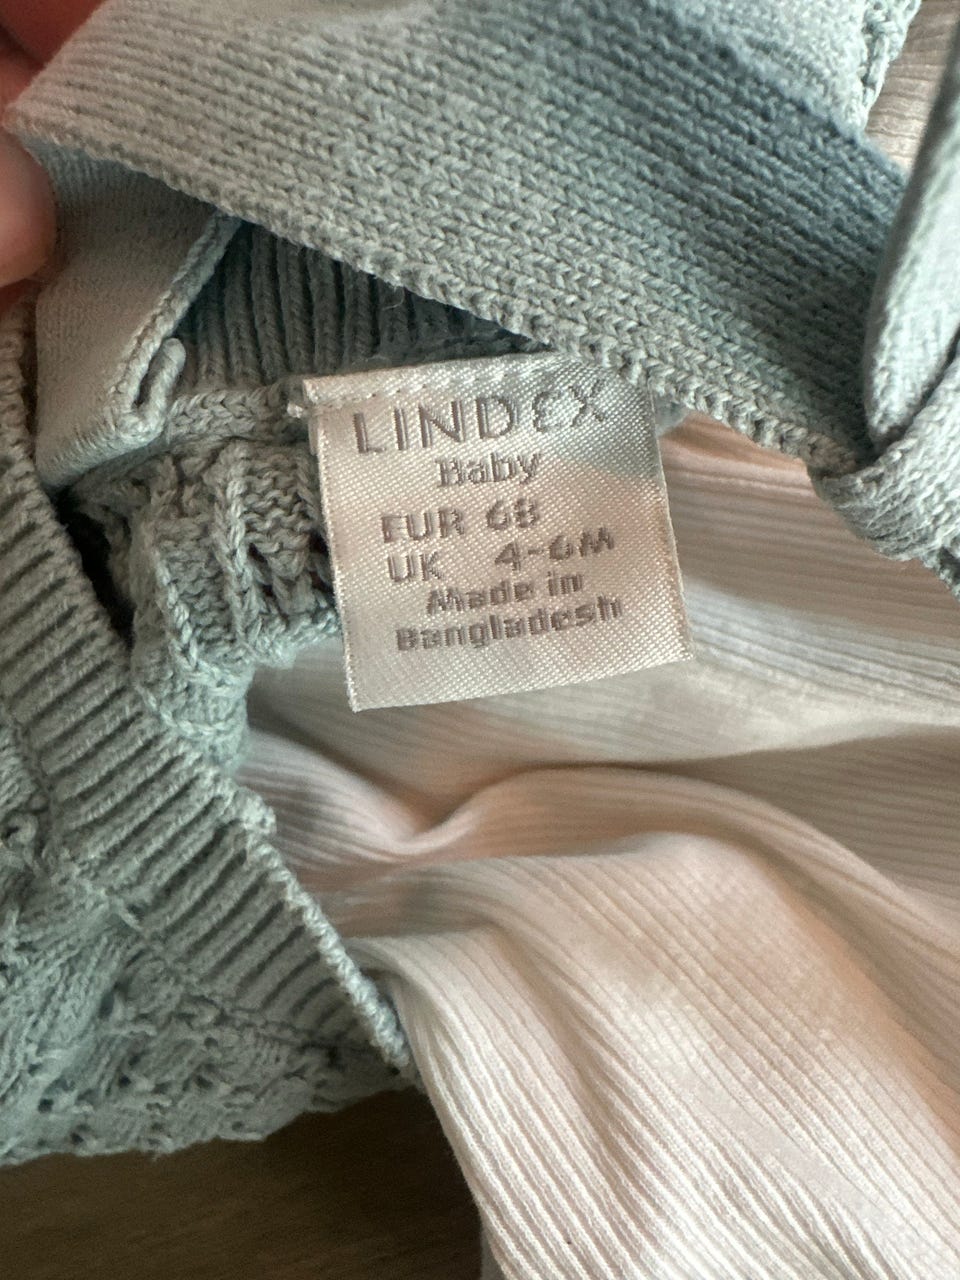 LINDEX
Baby
EUR 68
UK 4-6M
Made in
Bangladesh